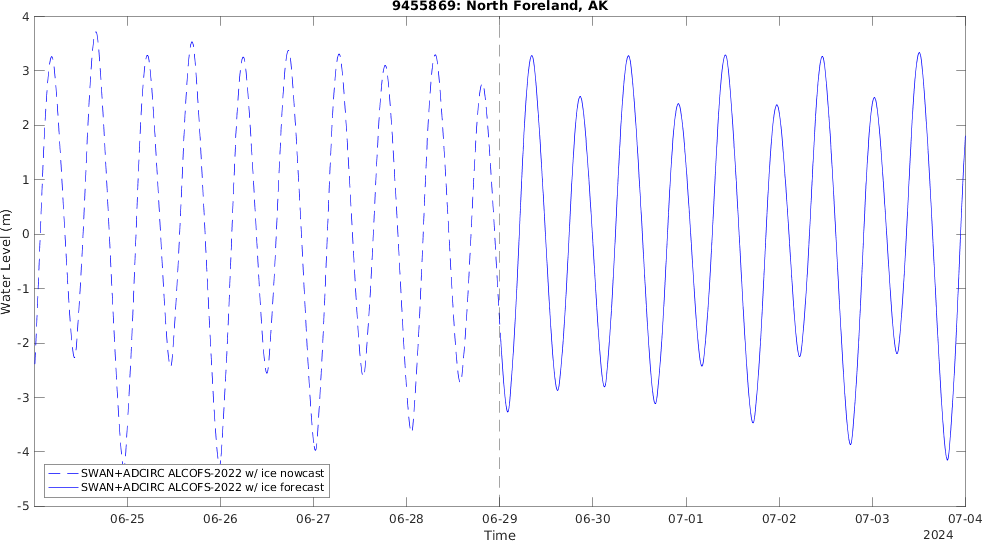 9455869: North Foreland, AK
4
3
2
1
0
-1
-2
-3
-4
-5
Water Level (m)
SWAN+ADCIRC ALCOFS-2022 w/ ice nowcast
SWAN+ADCIRC ALCOFS-2022 w/ ice forecast
06-25 06-26 06-27 06-28 06-29 06-30 07-01 07-02 07-03 07-04
Time
2024